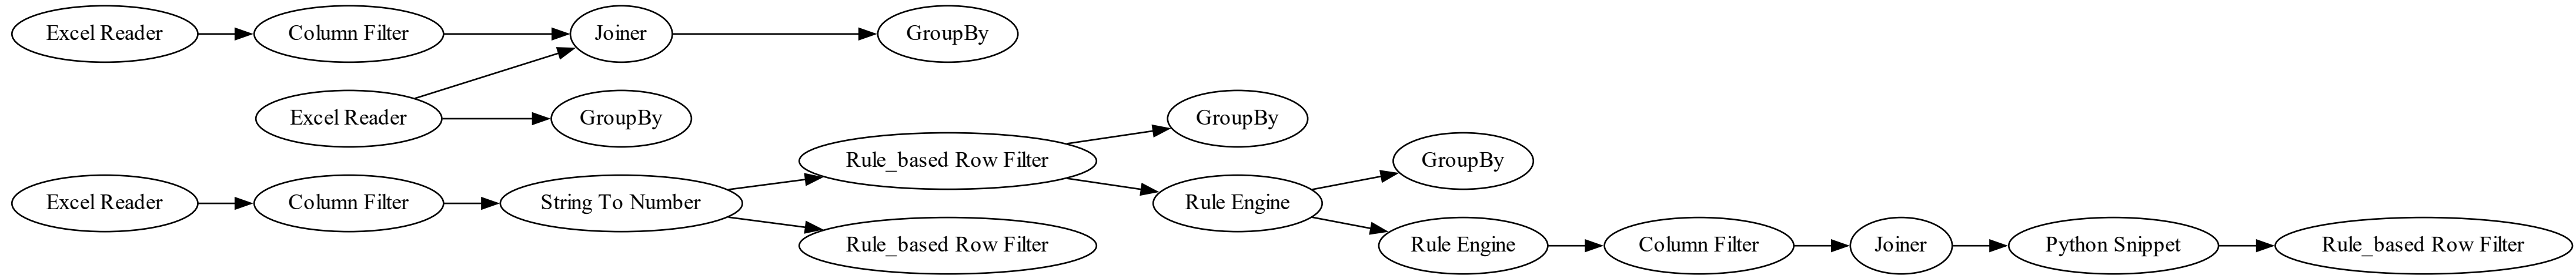 Excel Reader
Column Filter
Joiner
GroupBy
Excel Reader
GroupBy
GroupBy
Rule_based Row Filter
GroupBy
Excel Reader
Column Filter
String To Number
Rule Engine
Rule_based Row Filter
Rule Engine
Column Filter
Joiner
Python Snippet
Rule_based Row Filter